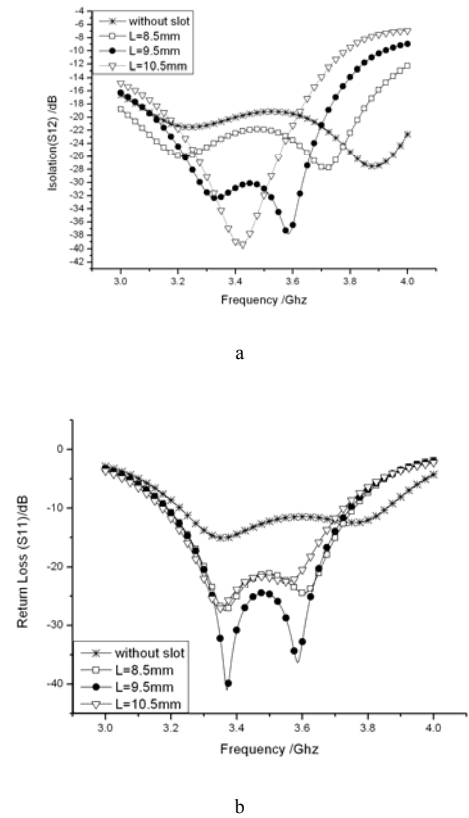 -4
-6
-8
-10
-12
-14
-16
-18
-20
-22
-24
-26
-28
-30
-32
-34
-36
-38
-40
-42
Isolation(S12) /dB
without slot
L=8.5mm
L=9.5mm
L=10.5mm
3.0 3.2 3.4 3.6 3.8 4.0
Frequency /Ghz
a
0
-10
-20
-30
-40
Return Loss (S11)/dB
without slot
L=8.5mm
L=9.5mm
L=10.5mm
3.0 3.2 3.4 3.6 3.8 4.0
Frequency /Ghz
b